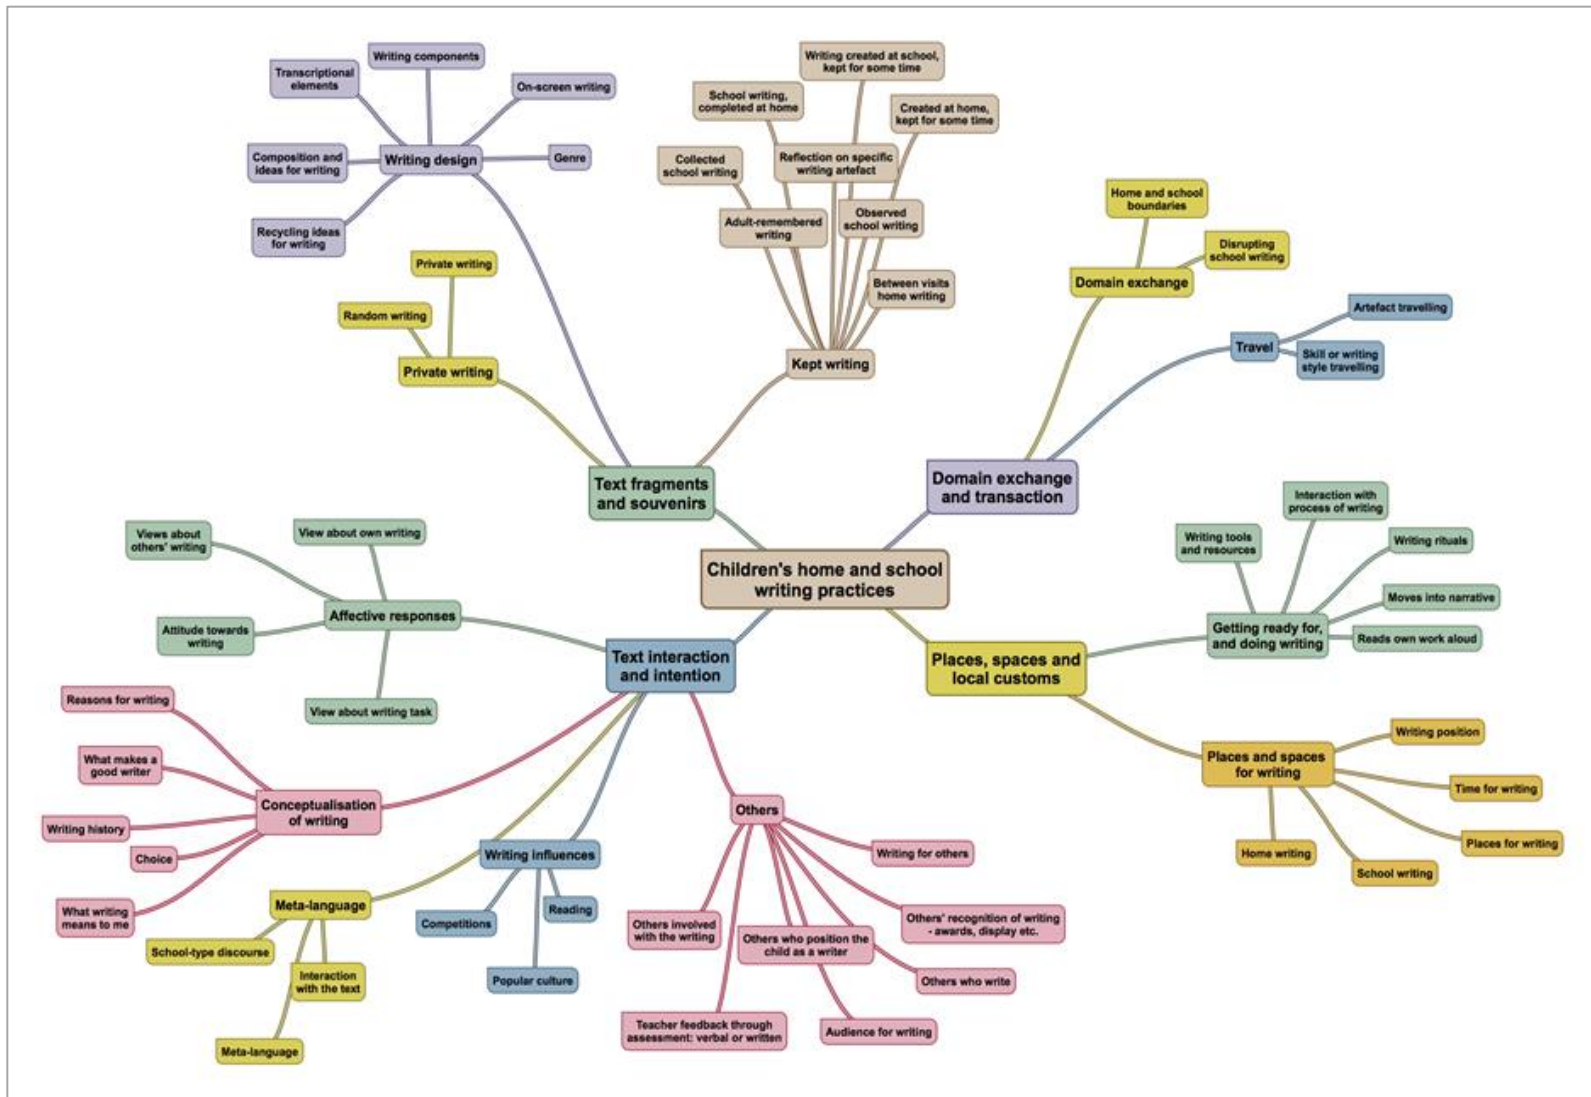 Writing components
Transcriptional
elements
On-screen writing
Composition and
ideas for writing
Writing design
Genre
Recycling ideas
for writing
Private writing
Random writing
Private writing
Writing created at school,
kept for some time
School writing,
completed at home
Created at home,
kept for some time
Collected
school writing
Reflection on specific
writing artefact
Adult-remembered
writing
Observed
school writing
Between visits
home writing
Kept writing
Home and school
boundaries
Disrupting
school writing
Domain exchange
Artefact travelling
Travel
Skill or writing
style travelling
Text fragments
and souvenirs
Domain exchange
and transaction
Children's home and school
writing practices
Interaction with
process of writing
Writing tools
and resources
Writing rituals
Moves into narrative
Getting ready for,
and doing writing
Reads own work aloud
Views about
others' writing
View about own writing
Affective responses
Attitude towards
writing
View about writing task
Text interaction
and intention
Places, spaces and
local customs
Reasons for writing
What makes a
good writer
Conceptualisation
of writing
Writing history
Choice
What writing
means to me
Meta-language
School-type discourse
Interaction
with the text
Meta-language
Writing influences
Competitions
Reading
Popular culture
Others
Writing for others
Others involved
with the writing
Others who position the
child as a writer
Others' recognition of writing
- awards, display etc.
Others who write
Teacher feedback through
assessment: verbal or written
Audience for writing
Places and spaces
for writing
Writing position
Time for writing
Places for writing
Home writing
School writing